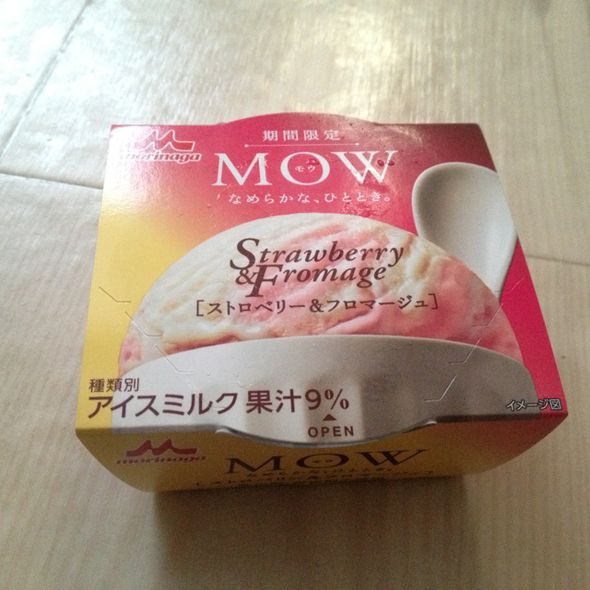 期間限定
morinaga
MOW
モウ
なめらかな、ひととき。
Strawberry
&Fromage
[ストロベリー&フロマージュ]
種類別
アイスミルク 果汁9%
OPEN
イメージ図
morinaga
MOW